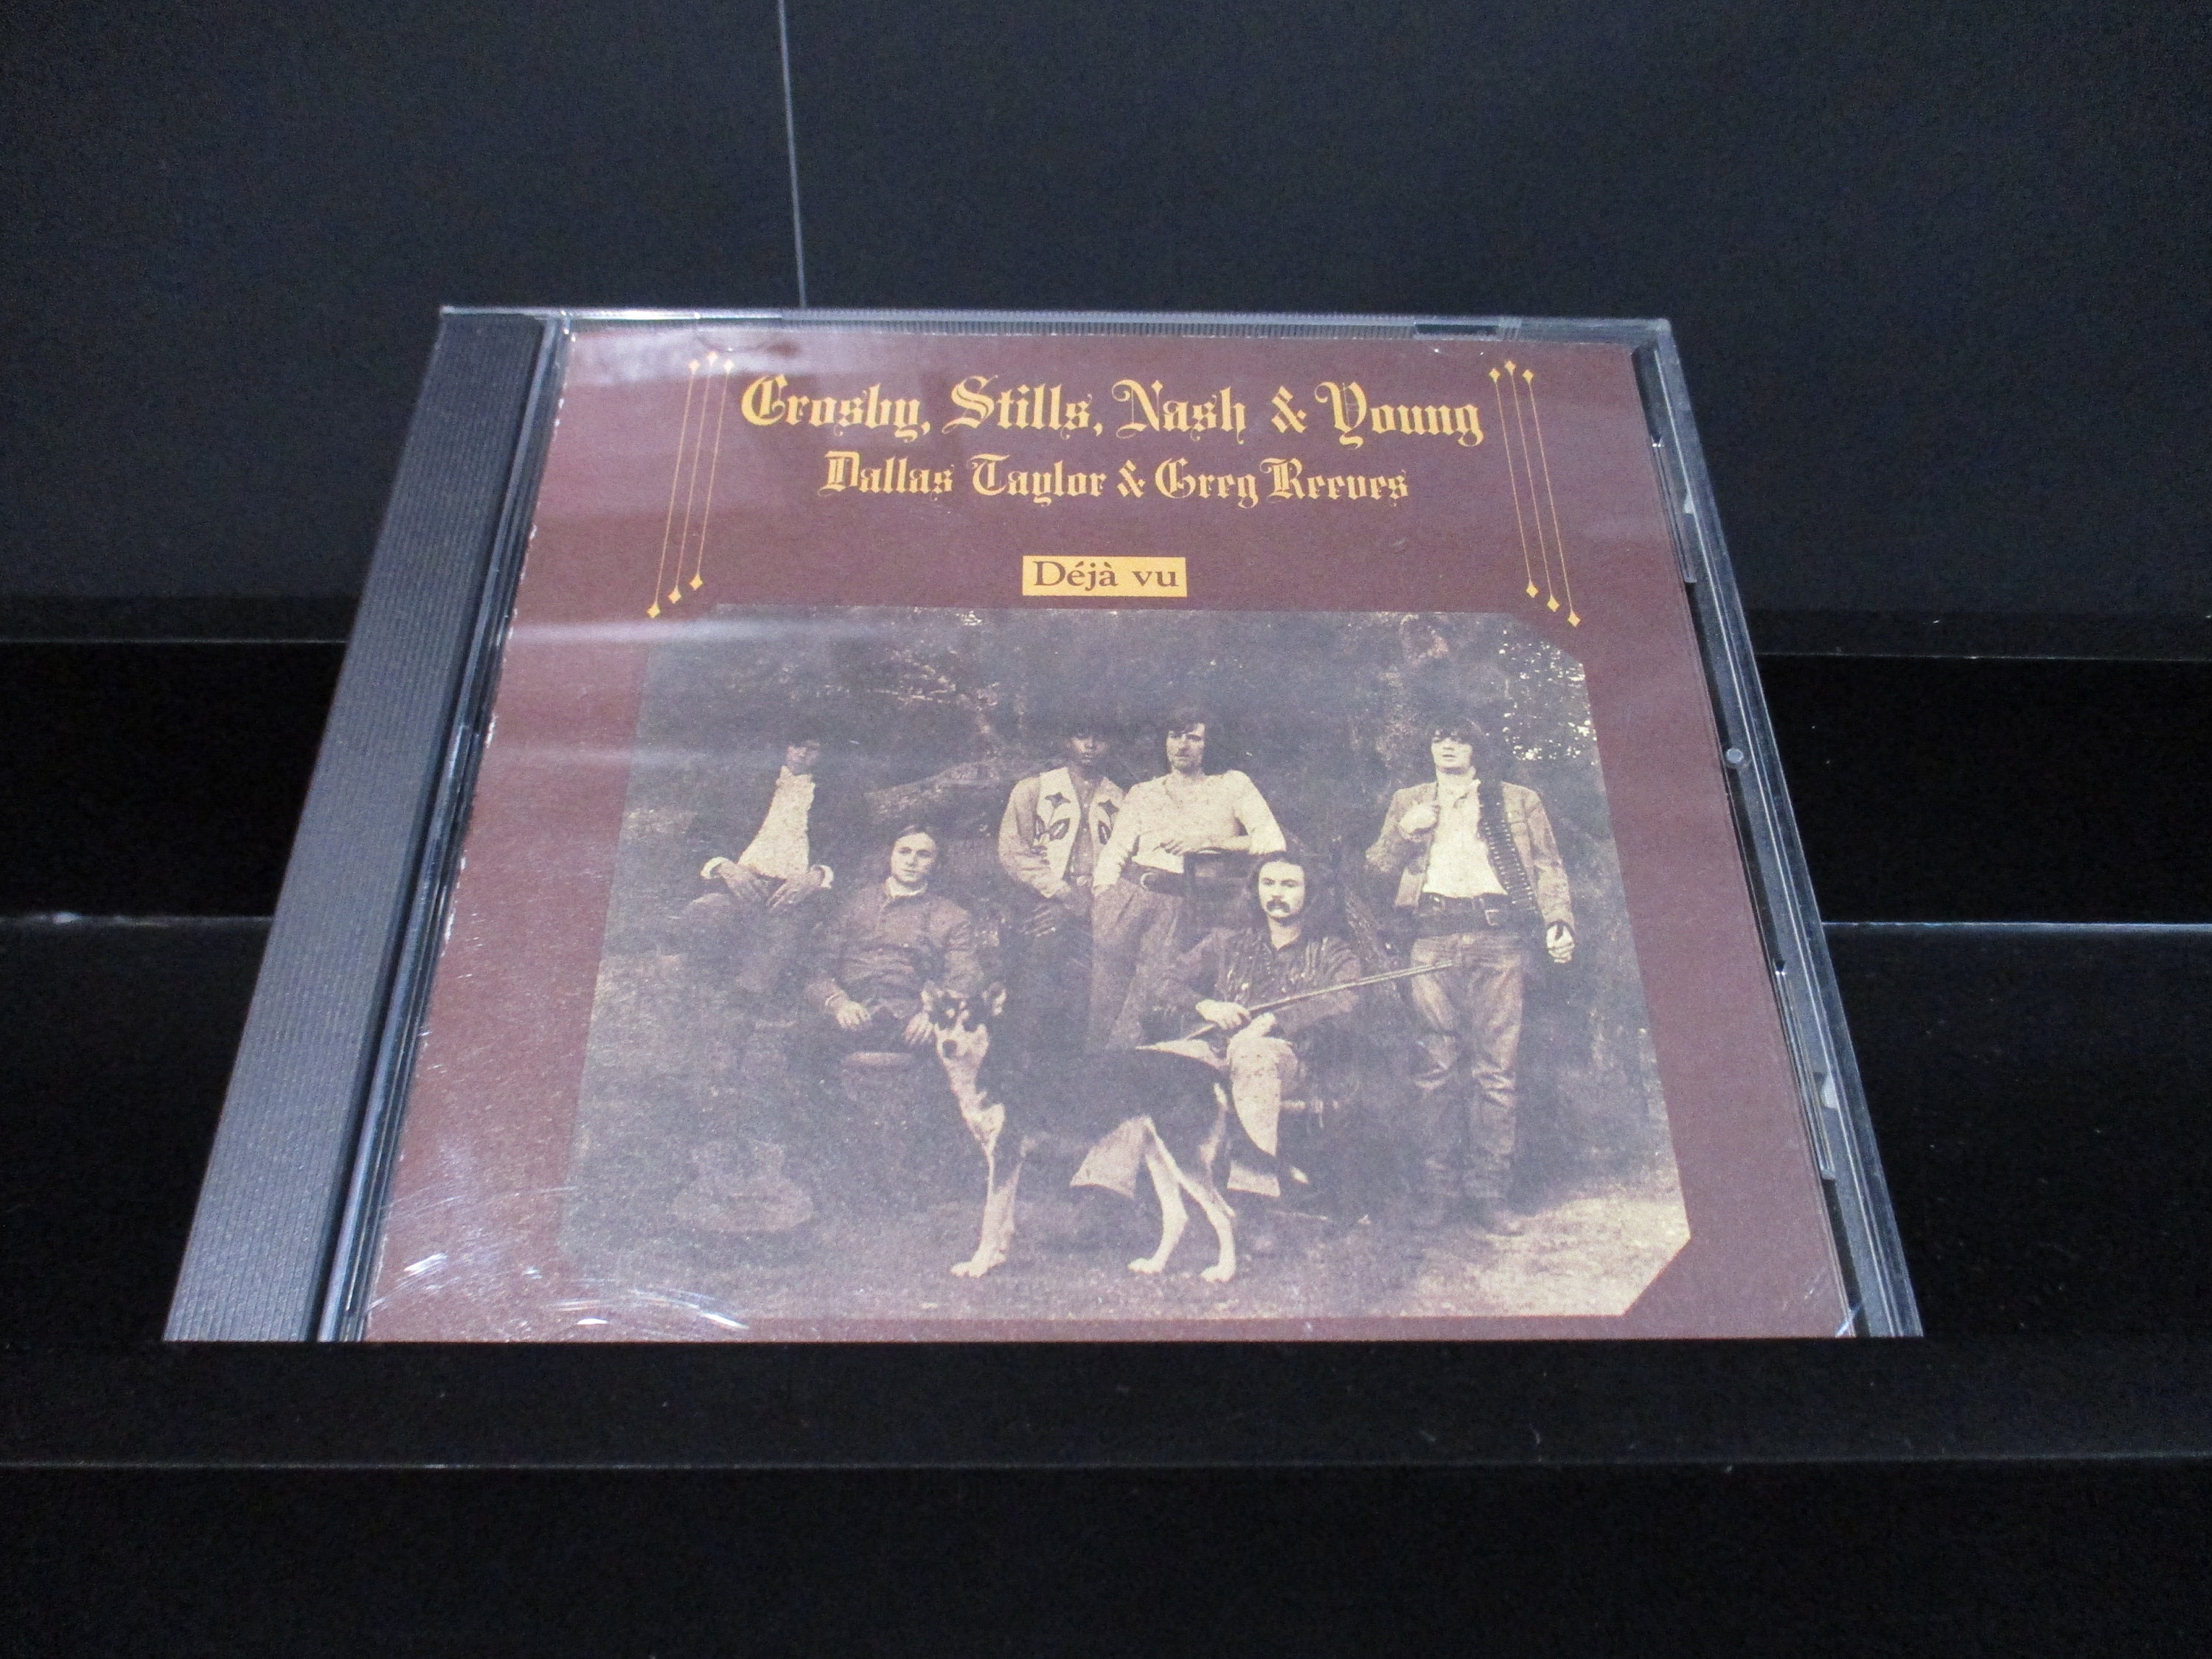 Crosby, Stills, Nash & Young
Dallas Taylor & Greg Reeves
Déjà vu